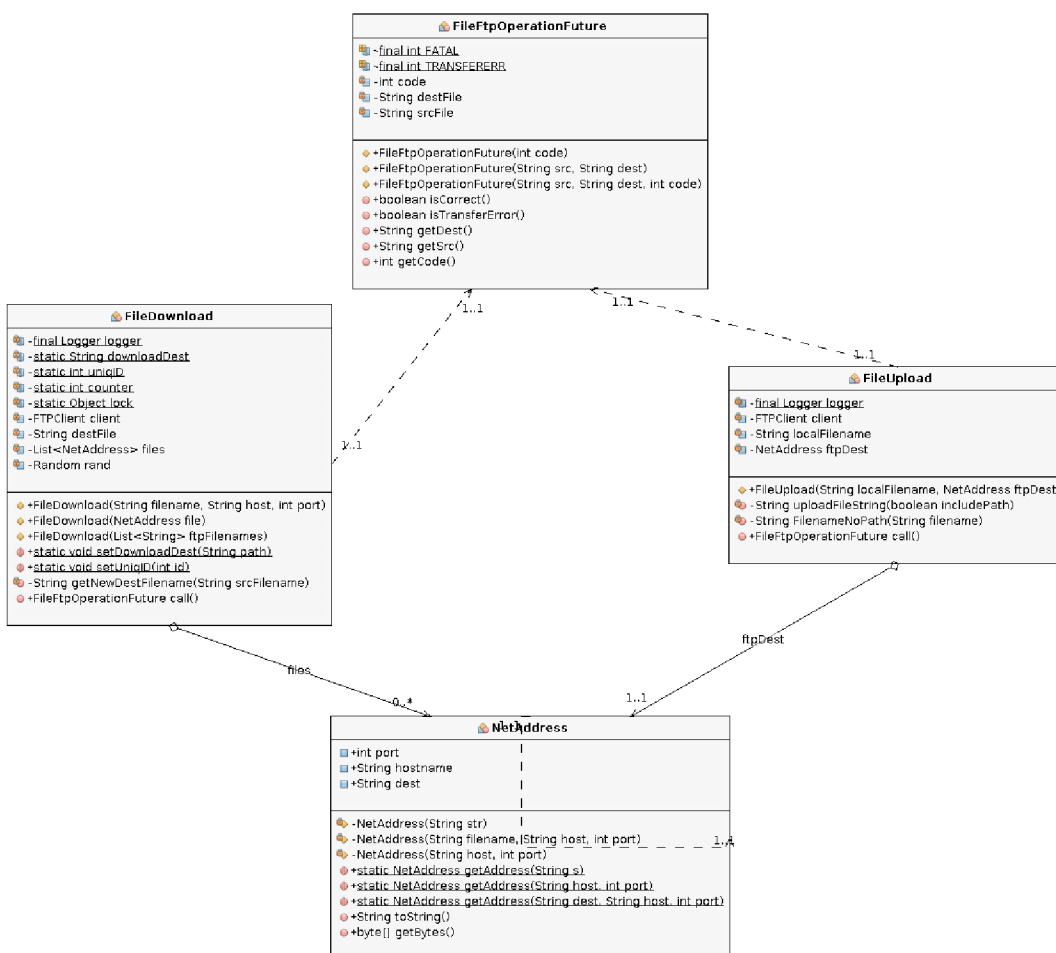 FileFtpOperationFuture
-final int FATAL
-final int TRANSFERERR
-int code
-String destFile
-String srcFile
+FileFtpOperationFuture(int code)
+FileFtpOperationFuture(String src, String dest)
+FileFtpOperationFuture(String src, String dest, int code)
+boolean isCorrect()
+boolean isTransferError()
+String getDest()
+String getSrc()
+int getCode()
1..1
1..1
1..1
1..1
FileDownload
-final Logger logger
-static String downloadDest
-static int uniqID
-static int counter
-static Object lock
-FTPClient client
-String destFile
-List<NetAddress> files
-Random rand
+FileDownload(String filename, String host, int port)
+FileDownload(NetAddress file)
+FileDownload(List<String> ftpFilenames)
+static void setDownloadDest(String path)
+static void setUniqID(int id)
-String getNewDestFilename(String srcFilename)
+FileFtpOperationFuture call()
FileUpload
-final Logger logger
-FTPClient client
-String localFilename
-NetAddress ftpDest
+FileUpload(String localFilename, NetAddress ftpDest
-String uploadFileString(boolean includePath)
-String FilenameNoPath(String filename)
+FileFtpOperationFuture call()
files
0..*
ftpDest
1..1
NetAddress
1..1
+int port
+String hostname
+String dest
-NetAddress(String str)
-NetAddress(String filename, String host, int port)
-NetAddress(String host, int port)
1..1
+static NetAddress getAddress(String s)
+static NetAddress getAddress(String host, int port)
+static NetAddress getAddress(String dest, String host, int port)
+String toString()
+byte[] getBytes()